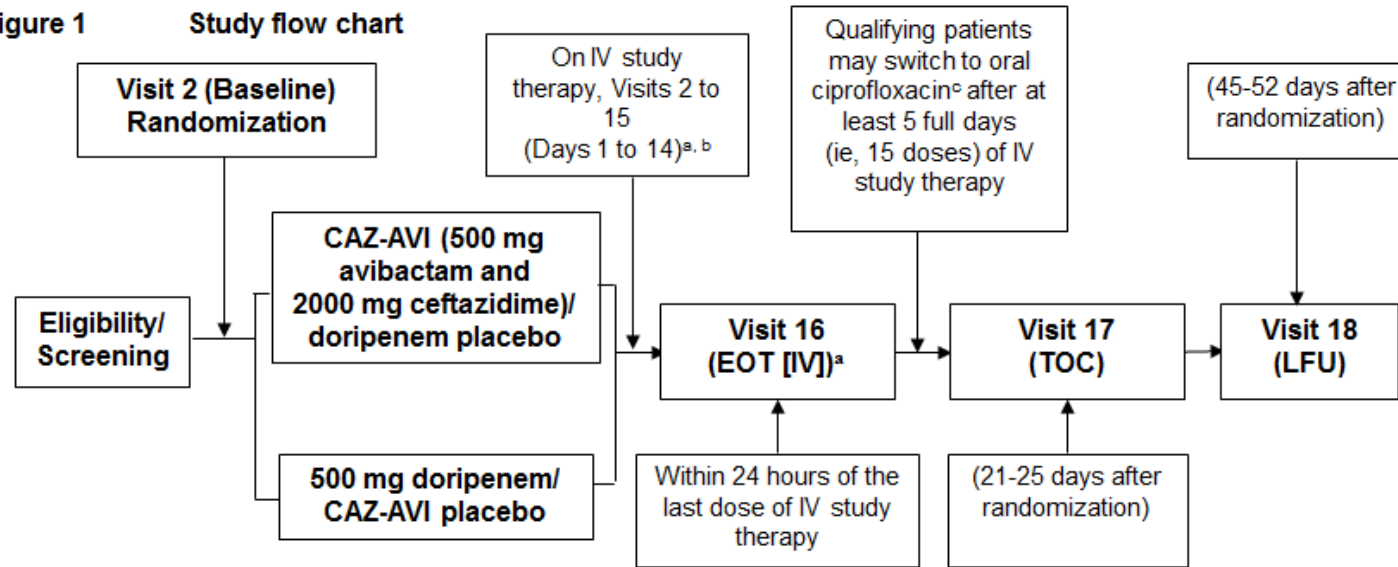 igure 1 Study flow chart
Visit 2 (Baseline)
Randomization
On IV study
therapy, Visits 2 to
15
(Days 1 to 14)ᵃ, ᵇ
Qualifying patients
may switch to oral
ciprofloxacinᶜ after at
least 5 full days
(ie, 15 doses) of IV
study therapy
(45-52 days after
randomization)
Eligibility/
Screening
CAZ-AVI (500 mg
avibactam and
2000 mg ceftazidime)/
doripenem placebo
500 mg doripenem/
CAZ-AVI placebo
Visit 16
(EOT [IV])ᵃ
Visit 17
(TOC)
Visit 18
(LFU)
Within 24 hours of the
last dose of IV study
therapy
(21-25 days after
randomization)